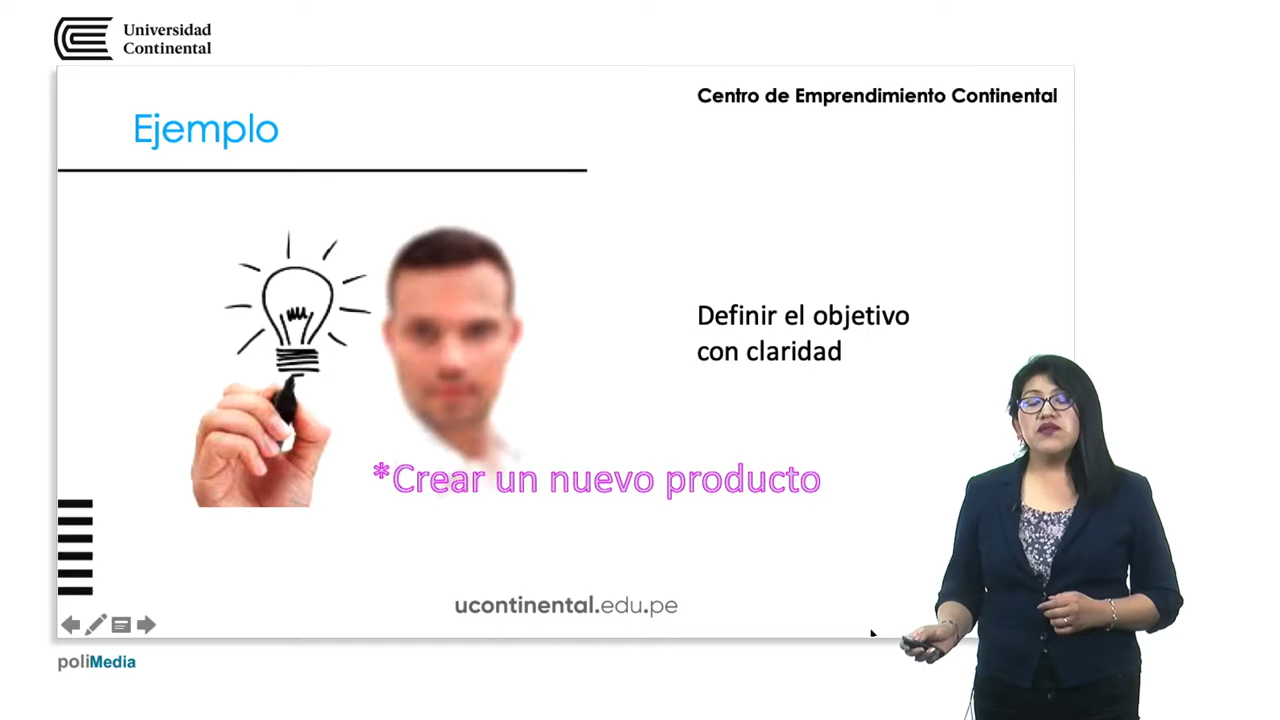 Universidad
Continental
Centro de Emprendimiento Continental
Ejemplo
Definir el objetivo
con claridad
*Crear un nuevo producto
ucontinental.edu.pe
poliMedia